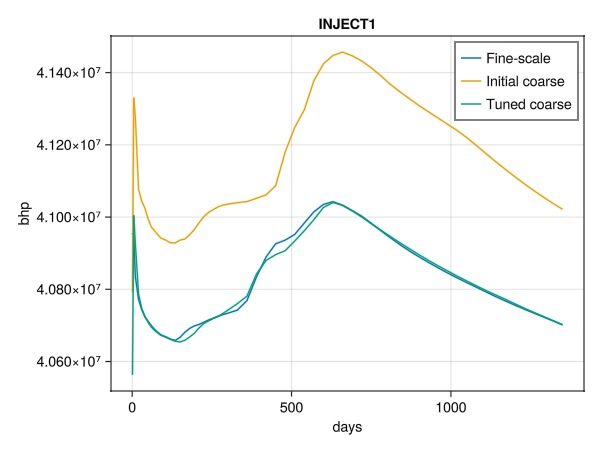 INJECT1
Fine-scale
Initial coarse
Tuned coarse
4.140×10⁷
4.120×10⁷
4.100×10⁷
4.080×10⁷
4.060×10⁷
bhp
0 500 1000
days